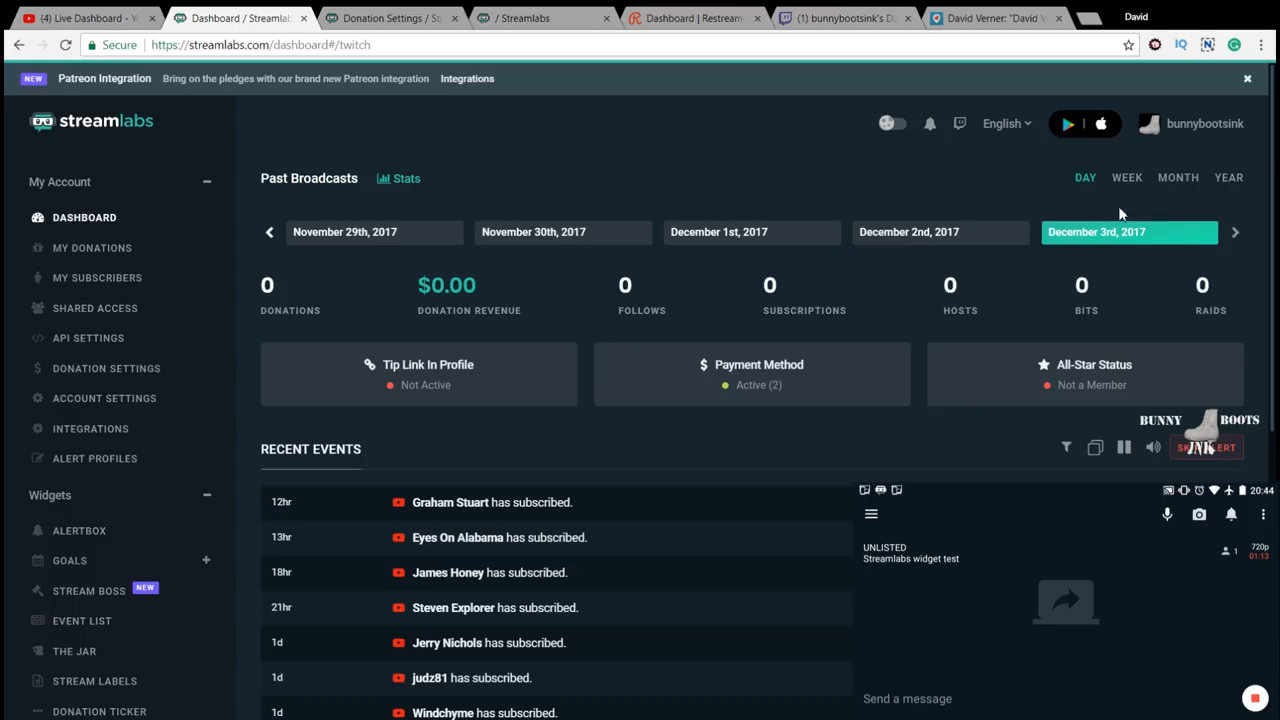 (4) Live Dashboard - Yo
Dashboard / Streamlab
Donation Settings / St
/ Streamlabs
Dashboard | Restream
(1) bunnybootsink's Da
David Verner: "David V
David
Secure
https://streamlabs.com/dashboard#/twitch
NEW
Patreon Integration
Bring on the pledges with our brand new Patreon integration
Integrations
streamlabs
English
bunnybootsink
My Account
Past Broadcasts
Stats
DAY
WEEK
MONTH
YEAR
DASHBOARD
MY DONATIONS
MY SUBSCRIBERS
SHARED ACCESS
API SETTINGS
DONATION SETTINGS
ACCOUNT SETTINGS
INTEGRATIONS
ALERT PROFILES
Widgets
ALERTBOX
GOALS
STREAM BOSS
NEW
EVENT LIST
THE JAR
STREAM LABELS
DONATION TICKER
November 29th, 2017
November 30th, 2017
December 1st, 2017
December 2nd, 2017
December 3rd, 2017
0
$0.00
0
0
0
0
0
DONATIONS
DONATION REVENUE
FOLLOWS
SUBSCRIPTIONS
HOSTS
BITS
RAIDS
Tip Link In Profile
Not Active
Payment Method
Active (2)
All-Star Status
Not a Member
BUNNY BOOTS
INK
RECENT EVENTS
12hr
Graham Stuart has subscribed.
13hr
Eyes On Alabama has subscribed.
18hr
James Honey has subscribed.
21hr
Steven Explorer has subscribed.
1d
Jerry Nichols has subscribed.
1d
judz81 has subscribed.
1d
Windchyme has subscribed.
20:44
UNLISTED
Streamlabs widget test
1
720p
01:13
Send a message